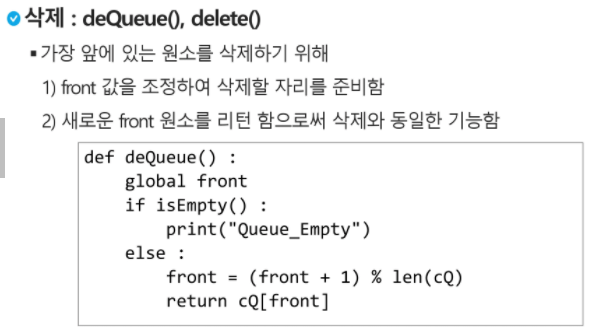 삭제 : deQueue(), delete()
▪ 가장 앞에 있는 원소를 삭제하기 위해
1) front 값을 조정하여 삭제할 자리를 준비함
2) 새로운 front 원소를 리턴 함으로써 삭제와 동일한 기능함
def deQueue() :
    global front
    if isEmpty() :
        print("Queue_Empty")
    else :
        front = (front + 1) % len(cQ)
        return cQ[front]